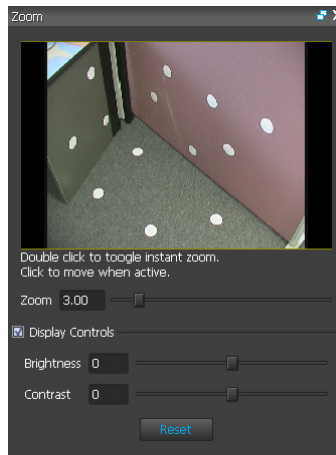 Zoom
Double click to toogle instant zoom.
Click to move when active.
Zoom 3.00
Display Controls
Brightness 0
Contrast 0
Reset